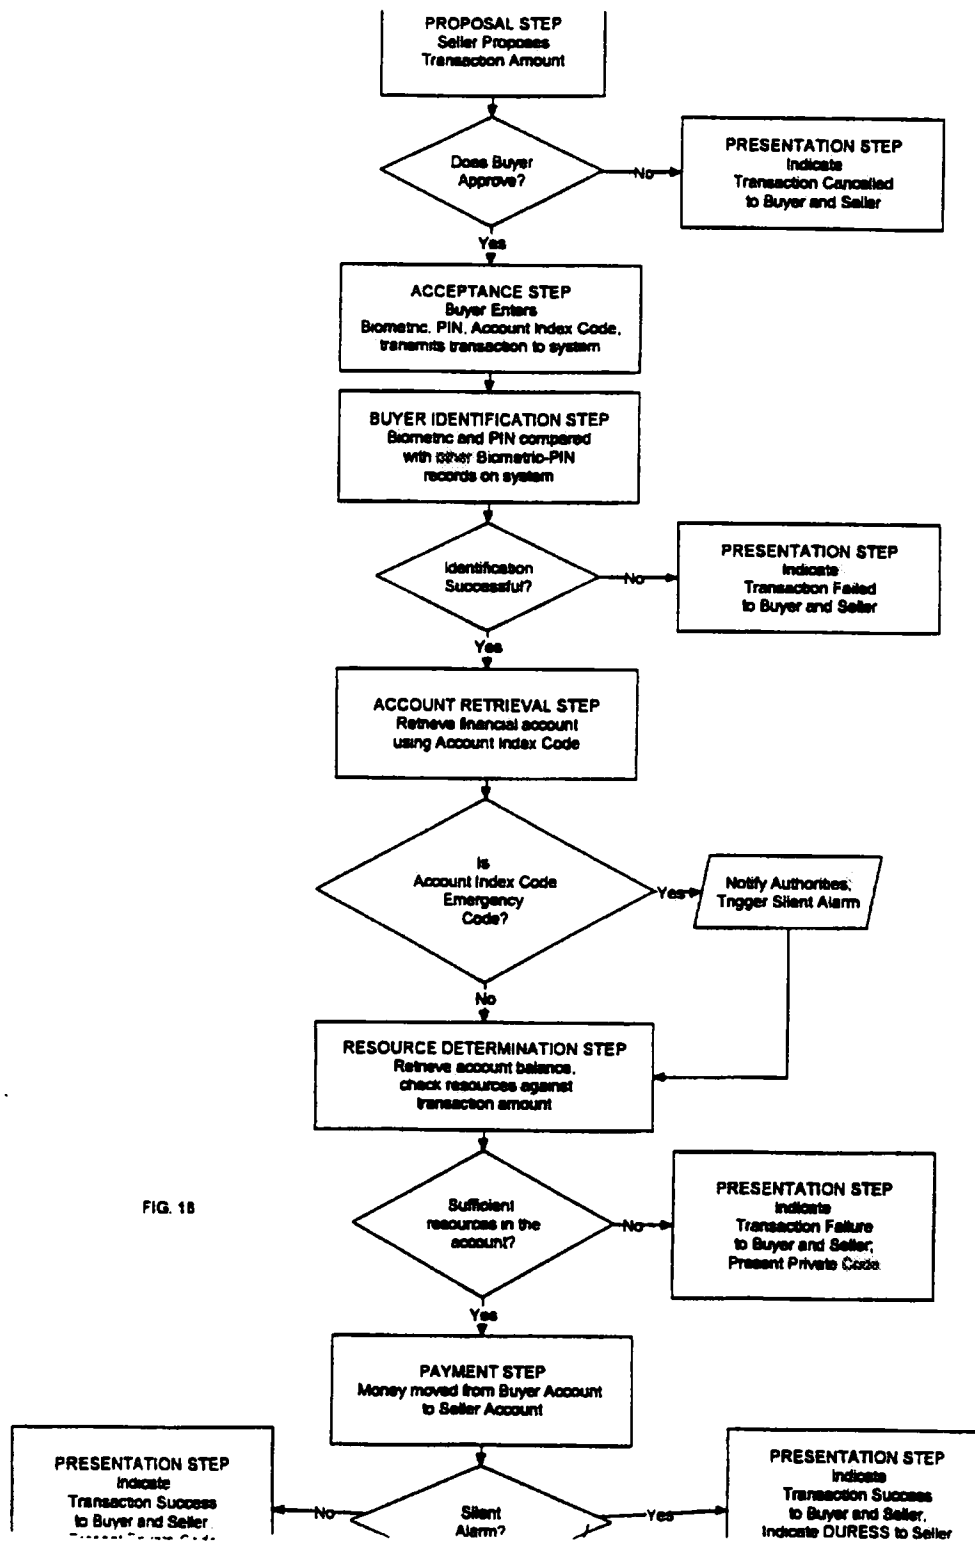 PROPOSAL STEP
Seller Proposes
Transaction Amount
Does Buyer
Approve?
No
PRESENTATION STEP
Indicate
Transaction Cancelled
to Buyer and Seller
Yes
ACCEPTANCE STEP
Buyer Enters
Biometric, PIN, Account Index Code,
transmits transaction to system
BUYER IDENTIFICATION STEP
Biometric and PIN compared
with other Biometric-PIN
records on system
Identification
Successful?
No
PRESENTATION STEP
Indicate
Transaction Failed
to Buyer and Seller
Yes
ACCOUNT RETRIEVAL STEP
Retrieve financial account
using Account Index Code
Is
Account Index Code
Emergency
Code?
Yes
Notify Authorities,
Trigger Silent Alarm
No
RESOURCE DETERMINATION STEP
Retrieve account balance,
check resources against
transaction amount
FIG. 18
Sufficient
resources in the
account?
No
PRESENTATION STEP
Indicate
Transaction Failure
to Buyer and Seller,
Present Private Code
Yes
PAYMENT STEP
Money moved from Buyer Account
to Seller Account
PRESENTATION STEP
Indicate
Transaction Success
to Buyer and Seller
No
Silent
Alarm?
Yes
PRESENTATION STEP
Indicate
Transaction Success
to Buyer and Seller,
Indicate DURESS to Seller